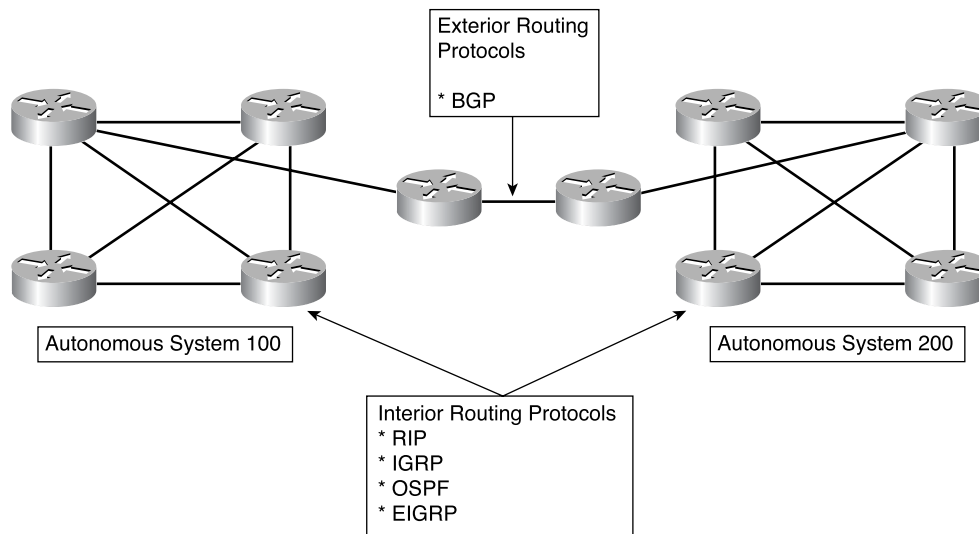 Exterior Routing
Protocols
* BGP
Autonomous System 100
Autonomous System 200
Interior Routing Protocols
* RIP
* IGRP
* OSPF
* EIGRP